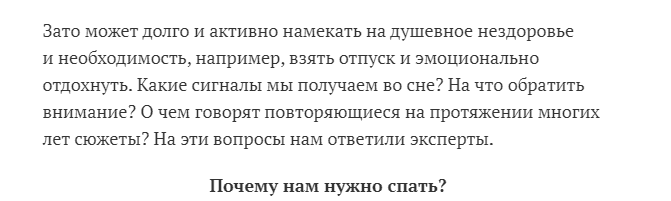 Зато может долго и активно намекать на душевное нездоровье
и необходимость, например, взять отпуск и эмоционально
отдохнуть. Какие сигналы мы получаем во сне? На что обратить
внимание? О чем говорят повторяющиеся на протяжении многих
лет сюжеты? На эти вопросы нам ответили эксперты.
Почему нам нужно спать?